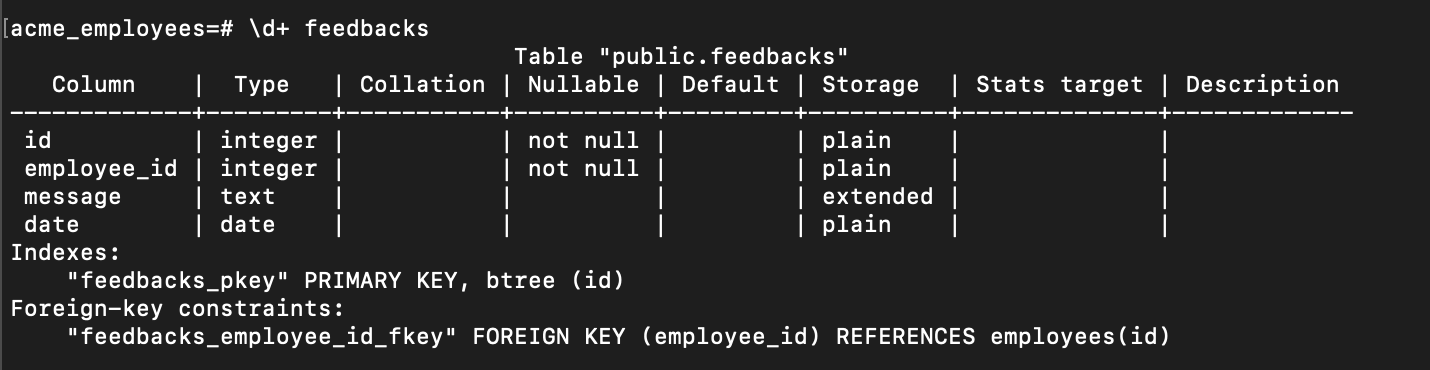 [acme_employees=# \d+ feedbacks
                                    Table "public.feedbacks"
   Column    |  Type   | Collation | Nullable | Default | Storage  | Stats target | Description
-------------+---------+-----------+----------+---------+----------+--------------+-------------
 id          | integer |           | not null |         | plain    |              |
 employee_id | integer |           | not null |         | plain    |              |
 message     | text    |           |          |         | extended |              |
 date        | date    |           |          |         | plain    |              |
Indexes:
    "feedbacks_pkey" PRIMARY KEY, btree (id)
Foreign-key constraints:
    "feedbacks_employee_id_fkey" FOREIGN KEY (employee_id) REFERENCES employees(id)